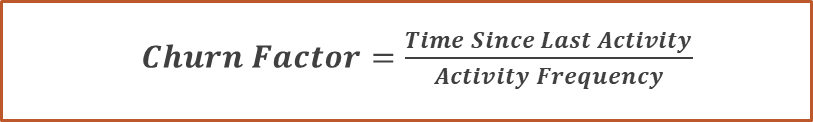 Churn Factor = Time Since Last Activity / Activity Frequency